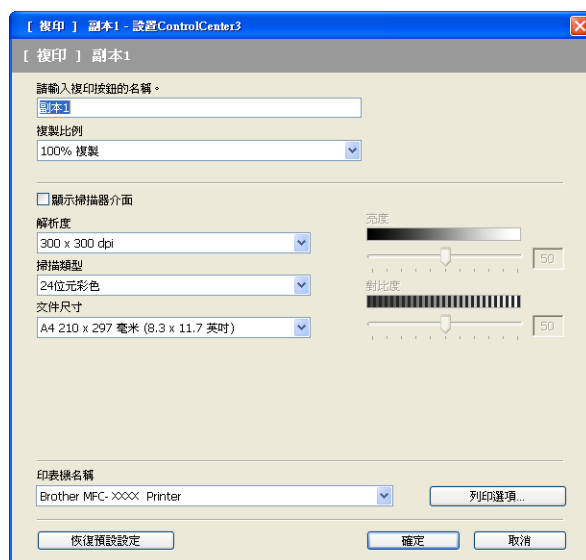 [ 複印 ] 副本1 - 設置ControlCenter3
[ 複印 ] 副本1
請輸入複印按鈕的名稱。
副本1
複製比例
100% 複製
顯示掃描器介面
解析度
300 x 300 dpi
掃描類型
24位元彩色
文件尺寸
A4 210 x 297 毫米 (8.3 x 11.7 英吋)
亮度
50
對比度
50
印表機名稱
Brother MFC- XXXX Printer
列印選項...
恢復預設設定
確定
取消